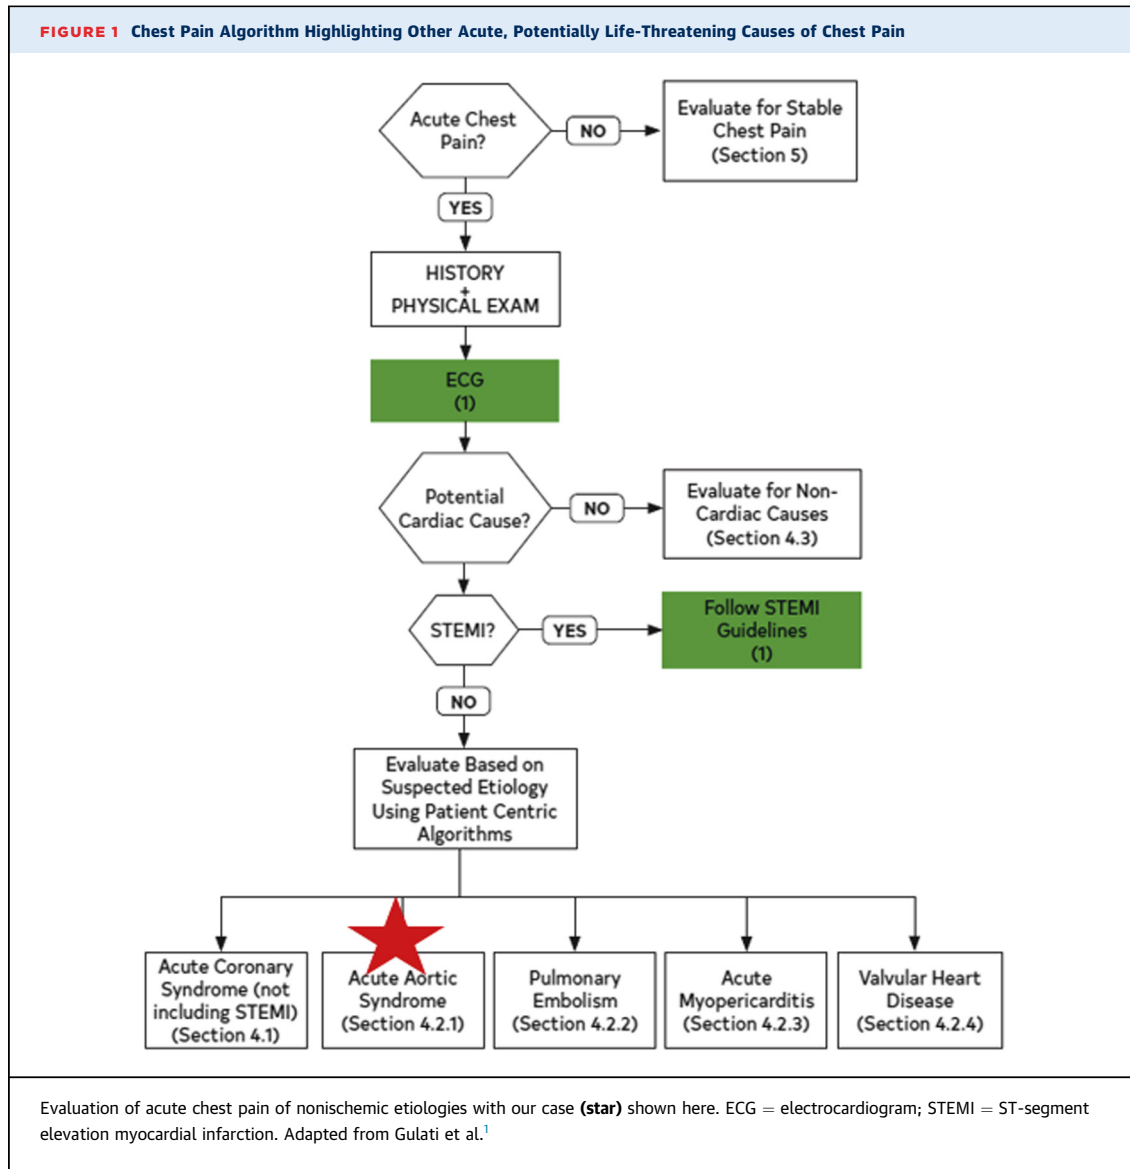 FIGURE 1 Chest Pain Algorithm Highlighting Other Acute, Potentially Life-Threatening Causes of Chest Pain
Acute Chest
Pain?
NO
Evaluate for Stable
Chest Pain
(Section 5)
YES
HISTORY
+
PHYSICAL EXAM
ECG
(1)
Potential
Cardiac Cause?
NO
Evaluate for Non-
Cardiac Causes
(Section 4.3)
STEMI?
YES
Follow STEMI
Guidelines
(1)
NO
Evaluate Based on
Suspected Etiology
Using Patient Centric
Algorithms
Acute Coronary
Syndrome (not
including STEMI)
(Section 4.1)
Acute Aortic
Syndrome
(Section 4.2.1)
Pulmonary
Embolism
(Section 4.2.2)
Acute
Myopericarditis
(Section 4.2.3)
Valvular Heart
Disease
(Section 4.2.4)
Evaluation of acute chest pain of nonischemic etiologies with our case (star) shown here. ECG = electrocardiogram; STEMI = ST-segment
elevation myocardial infarction. Adapted from Gulati et al.1